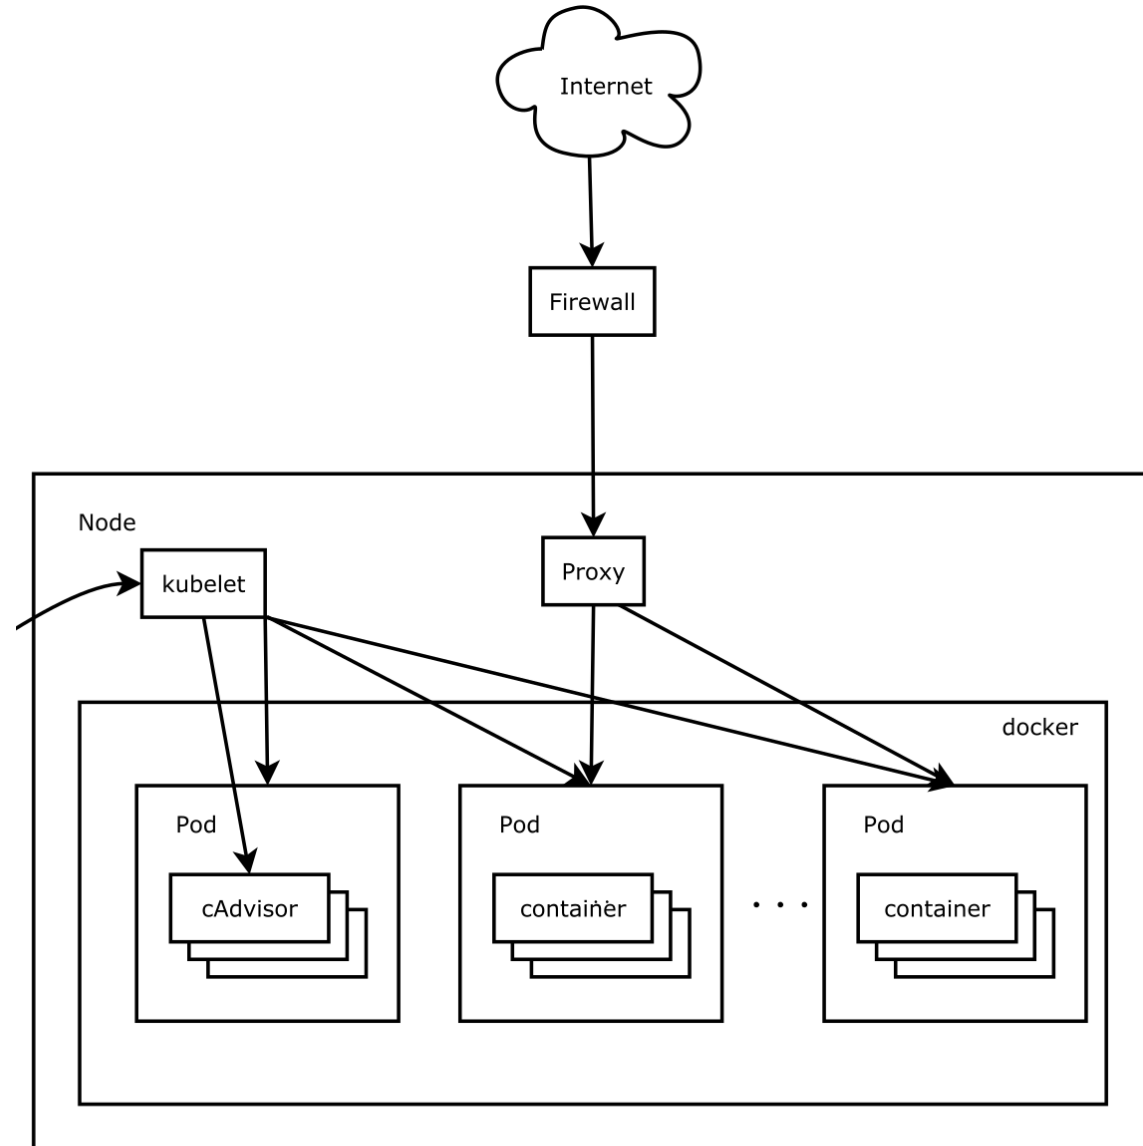 Internet
Firewall
Node
kubelet
Proxy
docker
Pod
Pod
Pod
cAdvisor
container
. . .
container